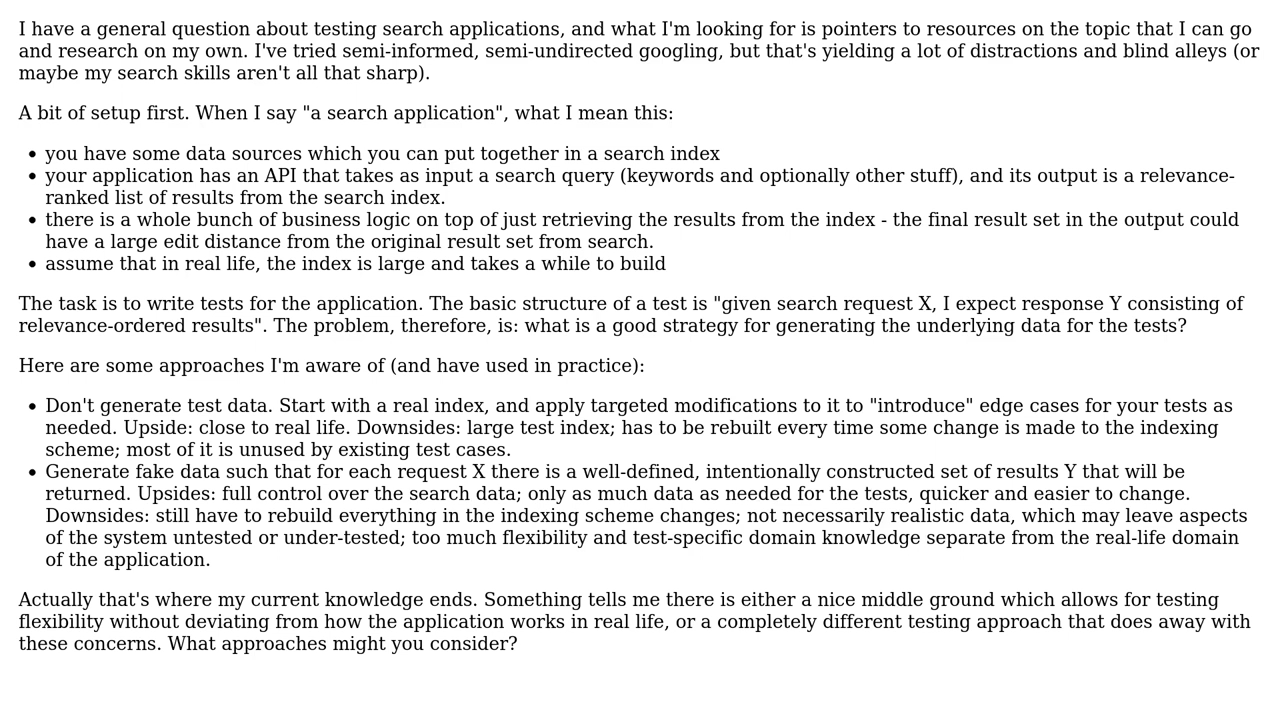 I have a general question about testing search applications, and what I'm looking for is pointers to resources on the topic that I can go
and research on my own. I've tried semi-informed, semi-undirected googling, but that's yielding a lot of distractions and blind alleys (or
maybe my search skills aren't all that sharp).
A bit of setup first. When I say "a search application", what I mean this:
• you have some data sources which you can put together in a search index
• your application has an API that takes as input a search query (keywords and optionally other stuff), and its output is a relevance-
ranked list of results from the search index.
• there is a whole bunch of business logic on top of just retrieving the results from the index - the final result set in the output could
have a large edit distance from the original result set from search.
• assume that in real life, the index is large and takes a while to build
The task is to write tests for the application. The basic structure of a test is "given search request X, I expect response Y consisting of
relevance-ordered results". The problem, therefore, is: what is a good strategy for generating the underlying data for the tests?
Here are some approaches I'm aware of (and have used in practice):
• Don't generate test data. Start with a real index, and apply targeted modifications to it to "introduce" edge cases for your tests as
needed. Upside: close to real life. Downsides: large test index; has to be rebuilt every time some change is made to the indexing
scheme; most of it is unused by existing test cases.
• Generate fake data such that for each request X there is a well-defined, intentionally constructed set of results Y that will be
returned. Upsides: full control over the search data; only as much data as needed for the tests, quicker and easier to change.
Downsides: still have to rebuild everything in the indexing scheme changes; not necessarily realistic data, which may leave aspects
of the system untested or under-tested; too much flexibility and test-specific domain knowledge separate from the real-life domain
of the application.
Actually that's where my current knowledge ends. Something tells me there is either a nice middle ground which allows for testing
flexibility without deviating from how the application works in real life, or a completely different testing approach that does away with
these concerns. What approaches might you consider?